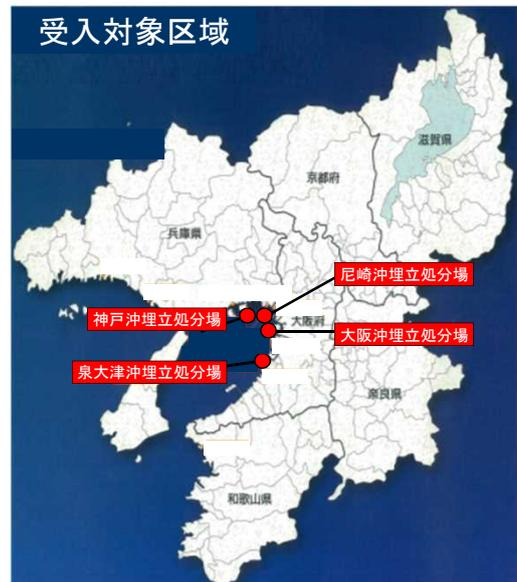 受入対象区域
滋賀県
京都府
兵庫県
尼崎沖埋立処分場
神戸沖埋立処分場
大阪府
大阪沖埋立処分場
泉大津沖埋立処分場
奈良県
和歌山県